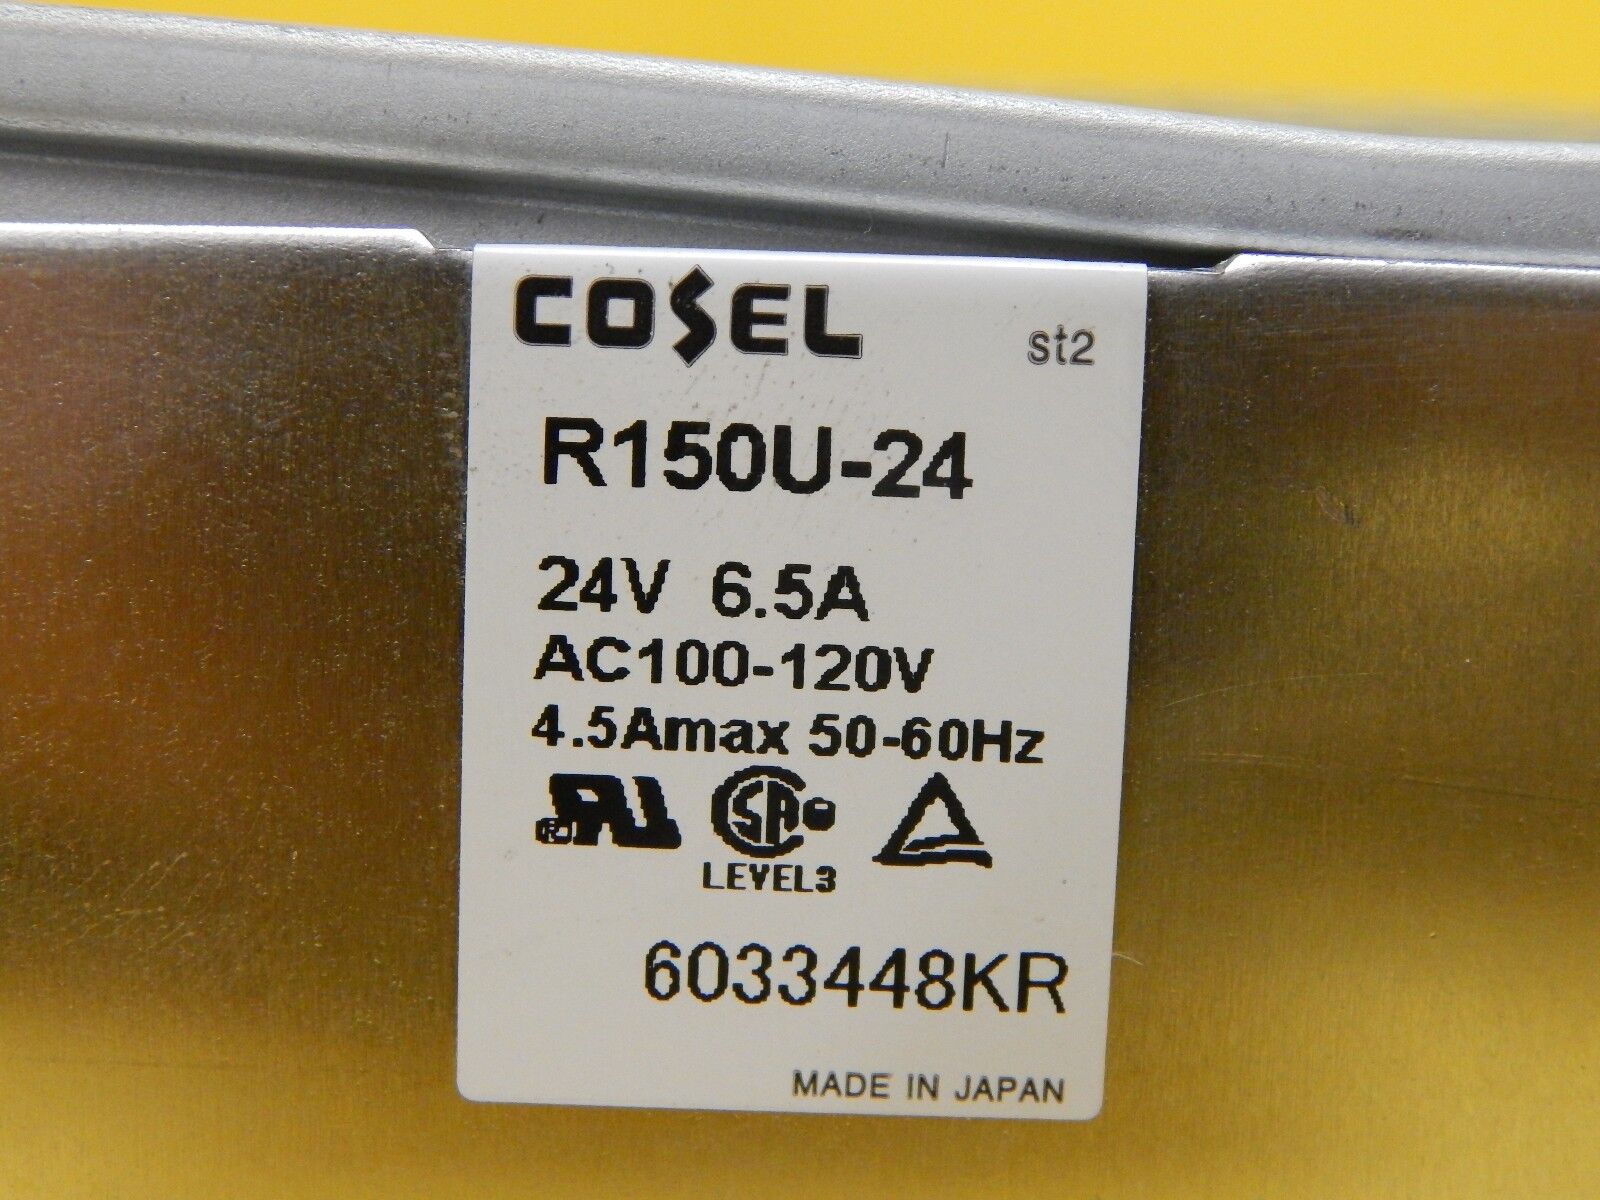 COSEL
st2
R150U-24
24V 6.5A
AC100-120V
4.5Amax 50-60Hz
LEVEL3
6033448KR
MADE IN JAPAN